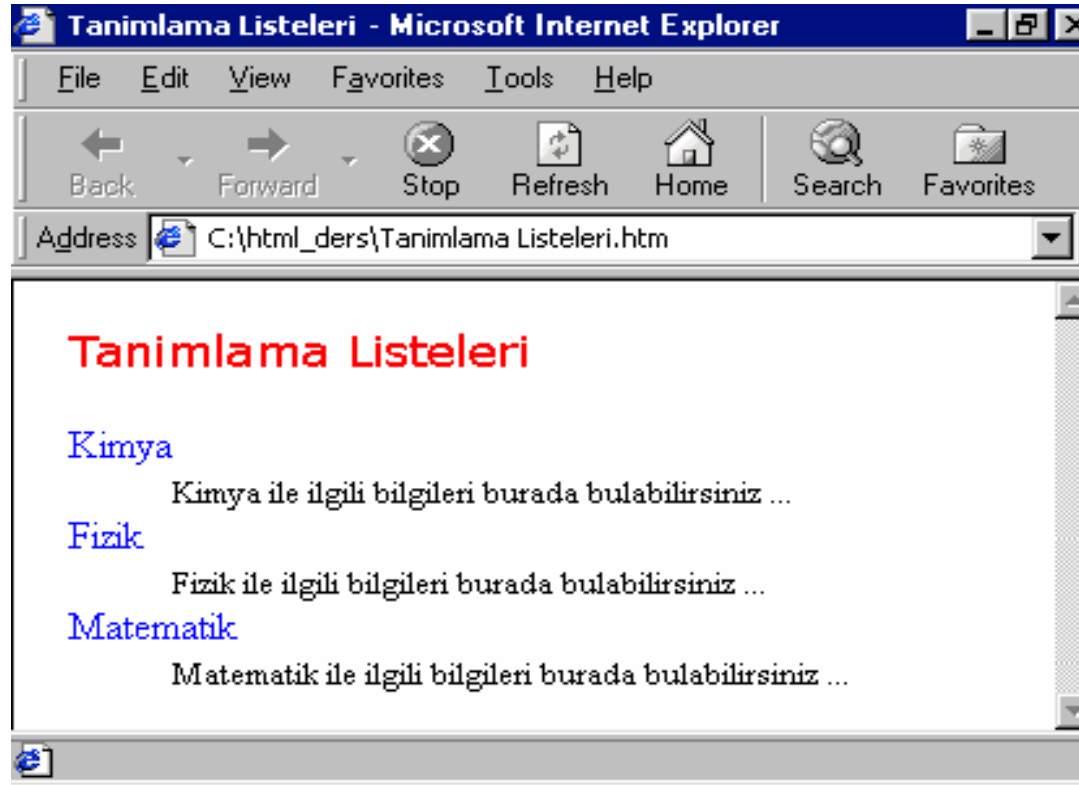 Tanimlama Listeleri - Microsoft Internet Explorer
File Edit View Favorites Tools Help
Back Forward Stop Refresh Home Search Favorites
Address C:\html_ders\Tanimlama Listeleri.htm
Tanimlama Listeleri
Kimya
Kimya ile ilgili bilgileri burada bulabilirsiniz ...
Fizik
Fizik ile ilgili bilgileri burada bulabilirsiniz ...
Matematik
Matematik ile ilgili bilgileri burada bulabilirsiniz ...